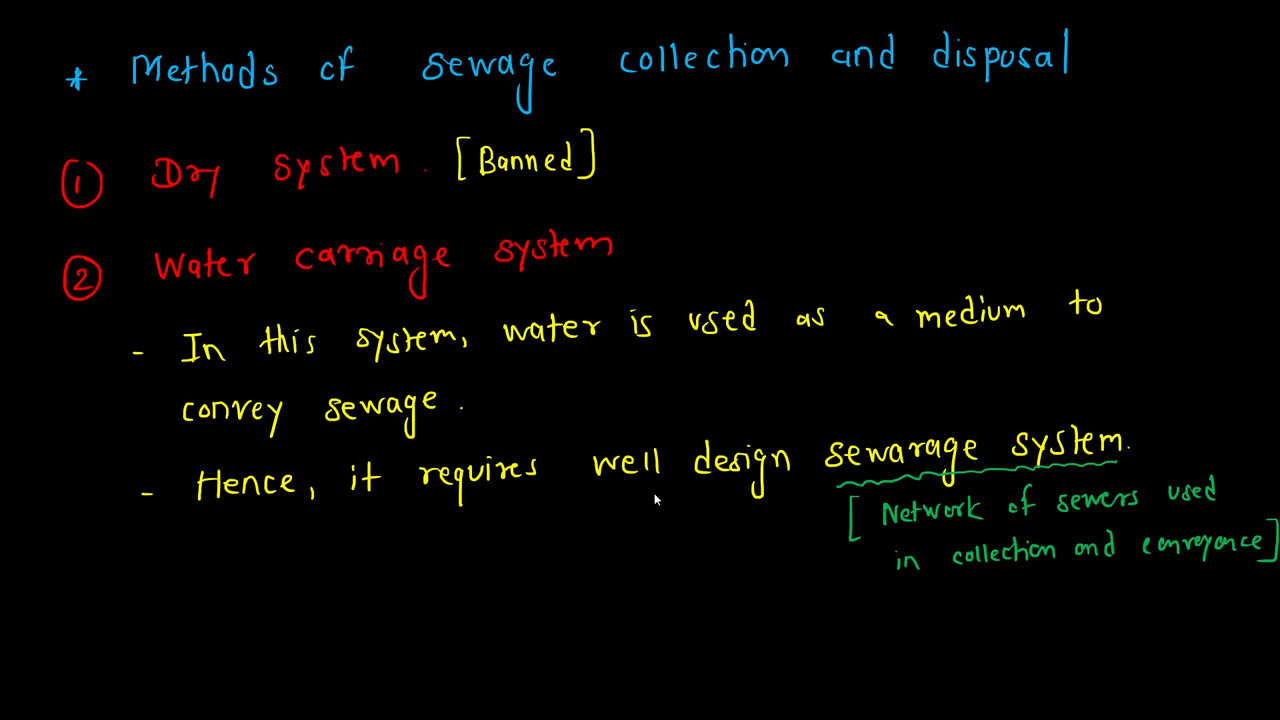 * Methods of sewage collection and disposal
① Dry system. [Banned]
② Water carriage system
- In this system, water is used as a medium to
convey sewage.
- Hence, it requires well design sewarage system.
[Network of sewers used
in collection and conveyance]